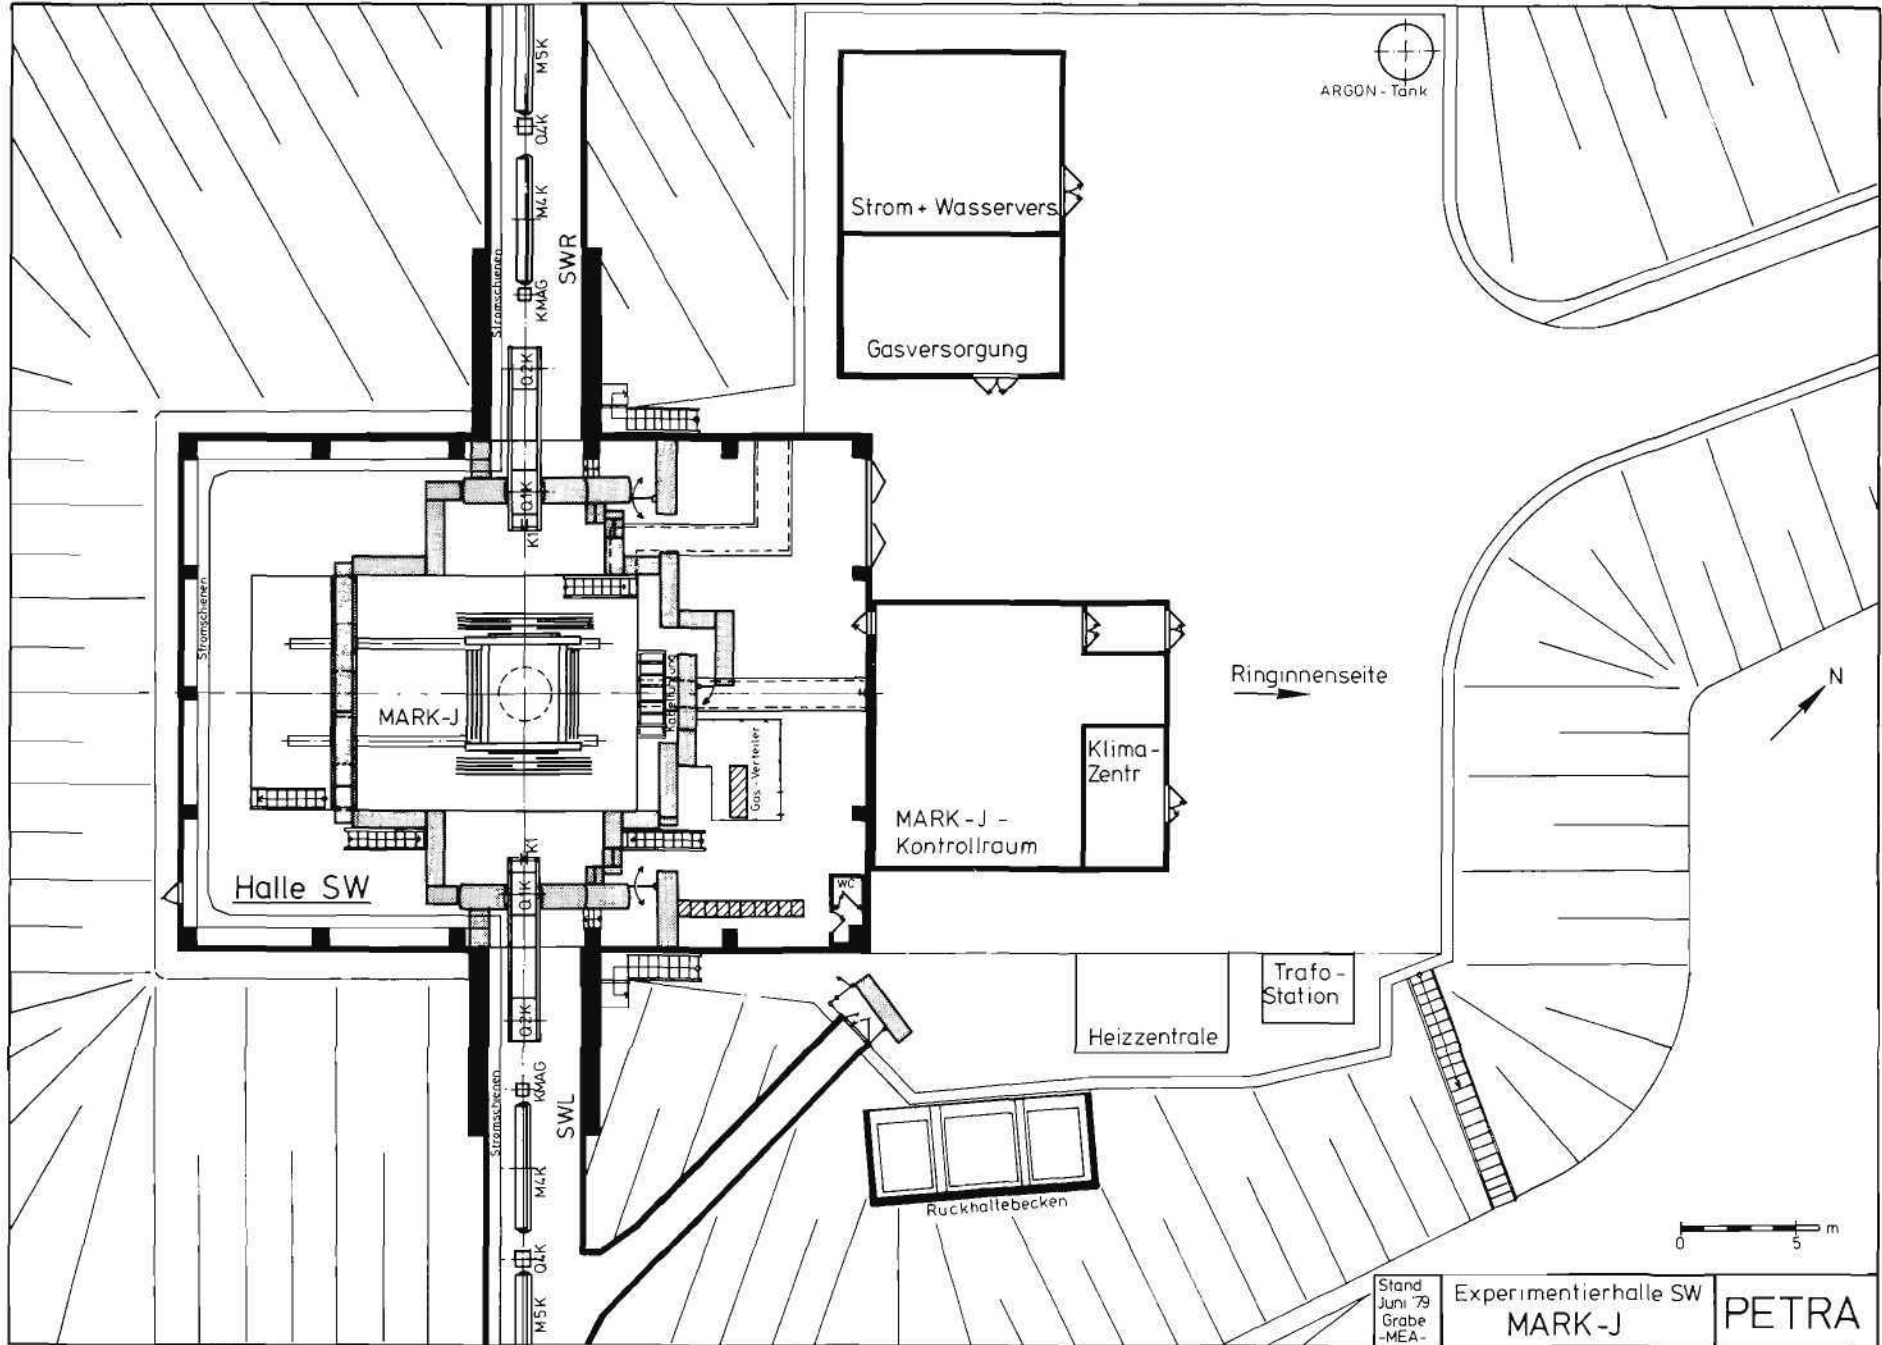 M5K
Q4K
M4K
SWR
Stromschienen
KMAG
Q2K
Q1K
K1
ARGON - Tank
Strom + Wasservers
Gasversorgung
Stromschienen
MARK-J
Kabelführung
Gas-Verteiler
Ringinnenseite
N
Klima-
Zentr
MARK-J -
Kontrollraum
WC
Halle SW
K1
Q1K
Q2K
Trafo-
Station
Heizzentrale
KMAG
Stromschienen
SWL
M4K
Q4K
M5K
Rückhaltebecken
0 5 m
Stand
Juni '79
Grabe
-MEA-
Experimentierhalle SW
MARK-J
PETRA